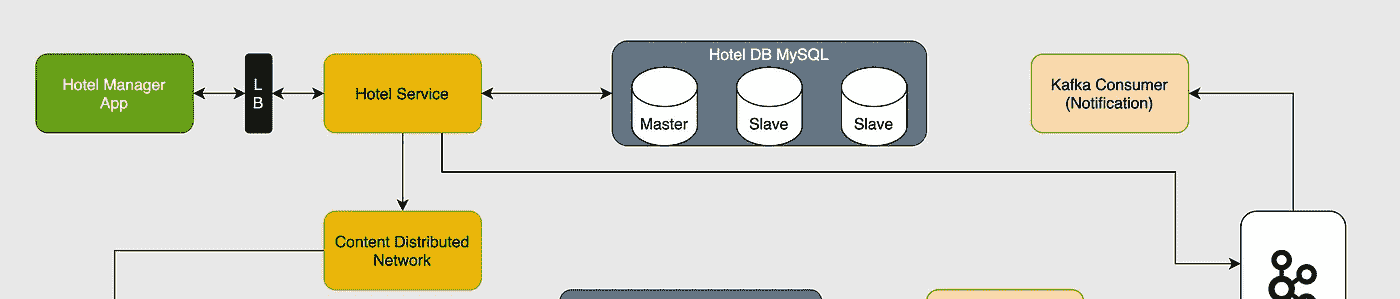 Hotel Manager
App
L
B
Hotel Service
Hotel DB MySQL
Master
Slave
Slave
Kafka Consumer
(Notification)
Content Distributed
Network